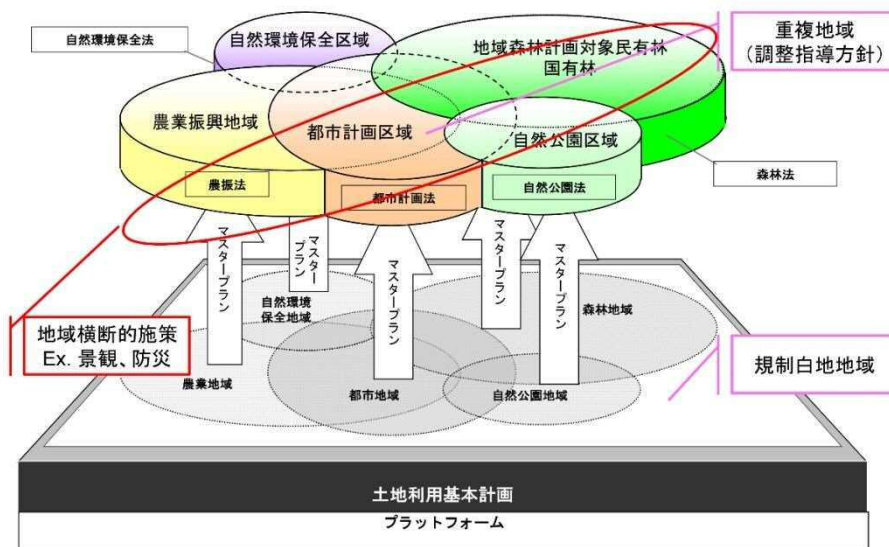 自然環境保全法
自然環境保全区域
地域森林計画対象民有林
国有林
重複地域
(調整指導方針)
農業振興地域
都市計画区域
自然公園区域
農振法
都市計画法
自然公園法
森林法
マスタープラン
マスター
プラン
マスタープラン
マスタープラン
マスタープラン
地域横断的施策
Ex. 景観、防災
自然環境
保全地域
森林地域
規制白地地域
農業地域
都市地域
自然公園地域
土地利用基本計画
プラットフォーム